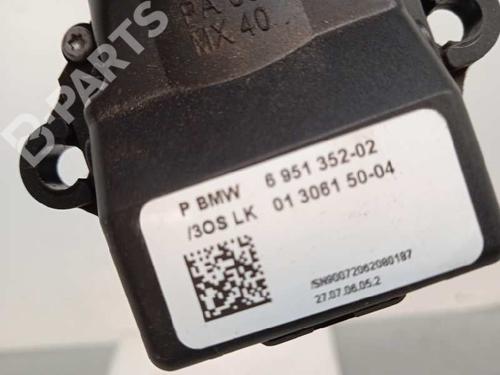 MX 40
P BMW 6 951 352-02
/3OS LK 01 3061 50-04
/SN90072062080187
27.07.06.05:2
B-PARTS